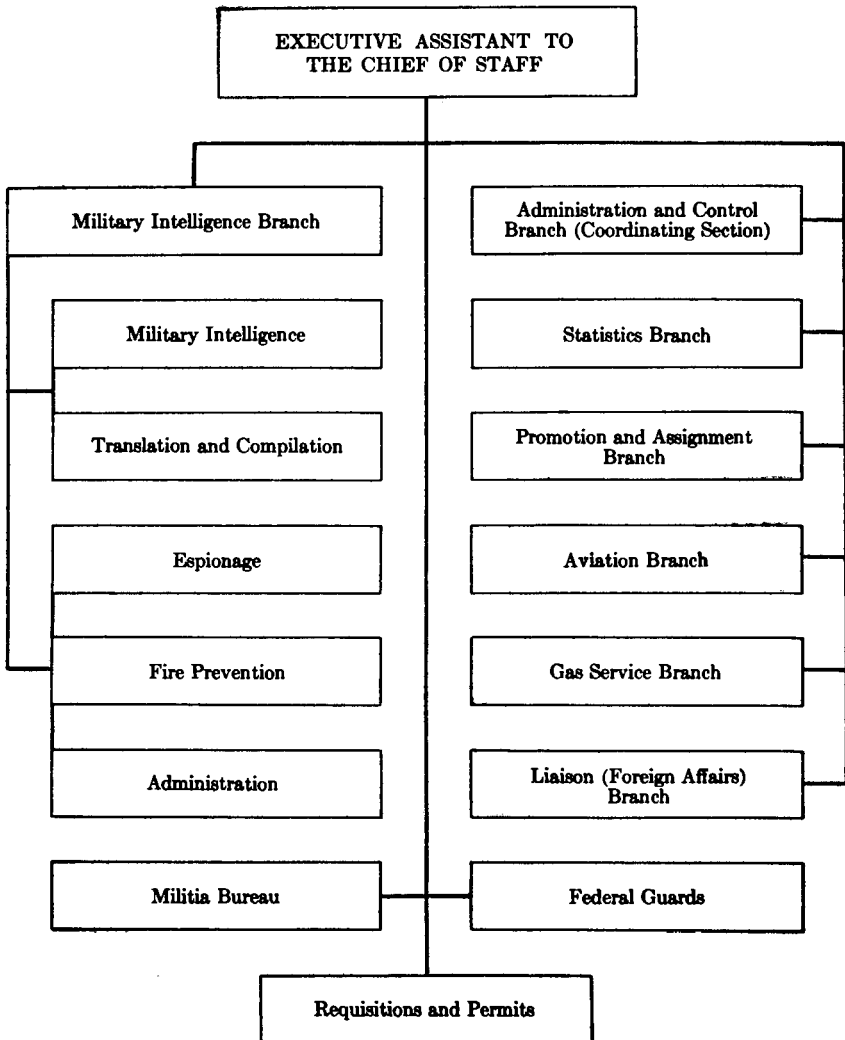 EXECUTIVE ASSISTANT TO
THE CHIEF OF STAFF
Military Intelligence Branch
Administration and Control
Branch (Coordinating Section)
Military Intelligence
Statistics Branch
Translation and Compilation
Promotion and Assignment
Branch
Espionage
Aviation Branch
Fire Prevention
Gas Service Branch
Administration
Liaison (Foreign Affairs)
Branch
Militia Bureau
Federal Guards
Requisitions and Permits